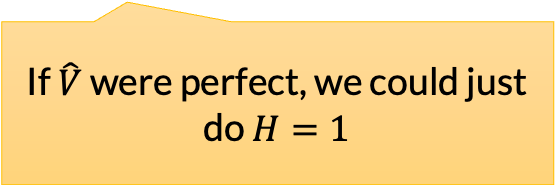 If V̂ were perfect, we could just
do H = 1